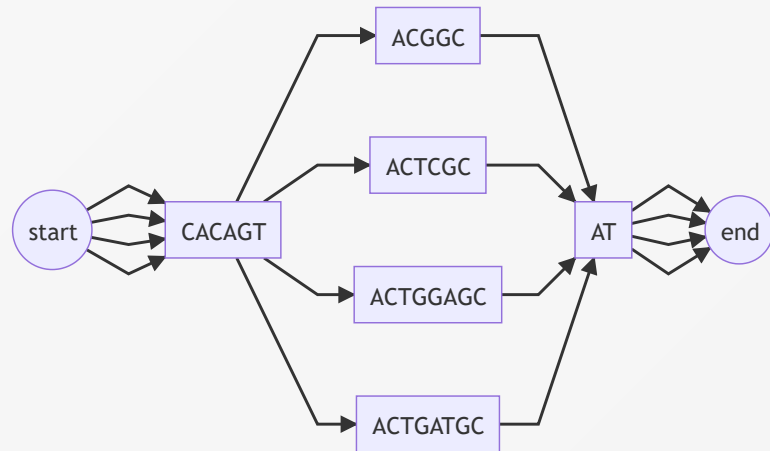 start
CACAGT
ACGGC
ACTCGC
ACTGGAGC
ACTGATGC
AT
end